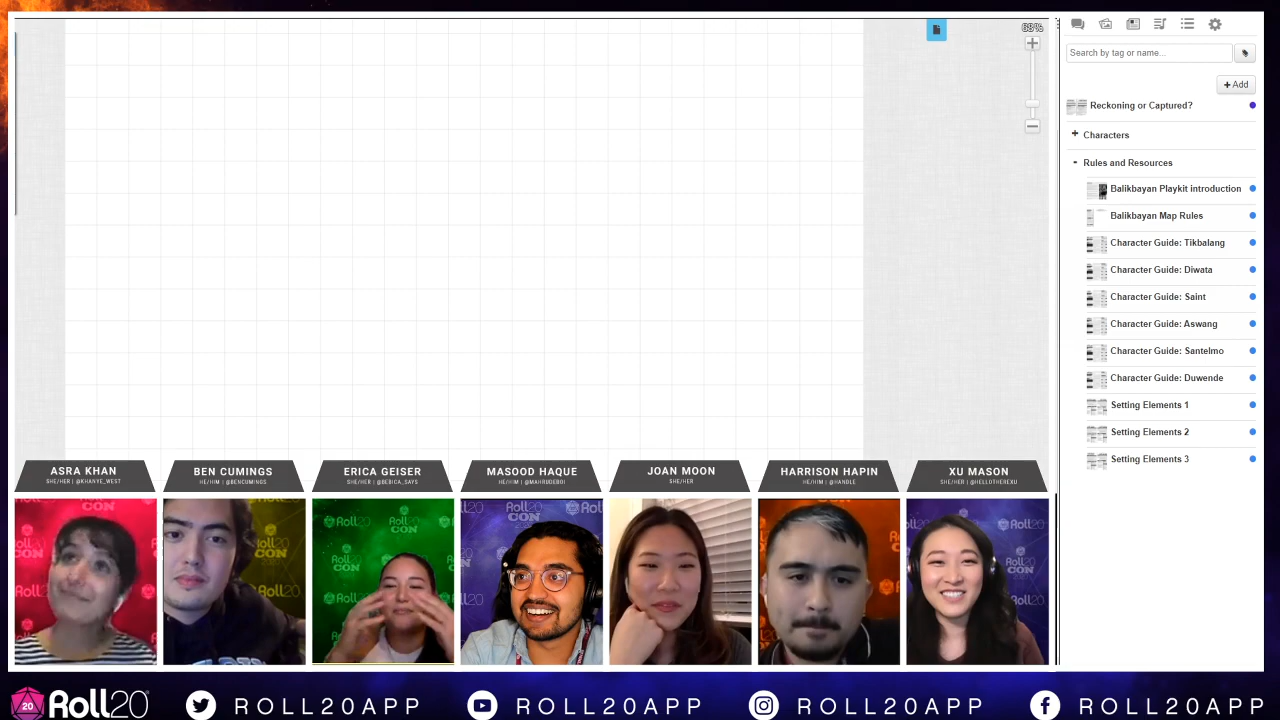 68%
Search by tag or name...
+ Add
Reckoning or Captured?
+ Characters
- Rules and Resources
Balikbayan Playkit introduction
Balikbayan Map Rules
Character Guide: Tikbalang
Character Guide: Diwata
Character Guide: Saint
Character Guide: Aswang
Character Guide: Santelmo
Character Guide: Duwende
Setting Elements 1
Setting Elements 2
Setting Elements 3
ASRA KHAN
SHE/HER | @KHANYE_WEST
BEN CUMINGS
HE/HIM | @BENCUMINGS
ERICA GEISER
SHE/HER | @BERICA_SAYS
MASOOD HAQUE
HE/HIM | @MAHRUDEBOI
JOAN MOON
SHE/HER
HARRISON HAPIN
HE/HIM | @HANDLE
XU MASON
SHE/HER | @HELLOTHEREXU
Roll20
CON
20 Roll20
ROLL20APP
ROLL20APP
ROLL20APP
ROLL20APP